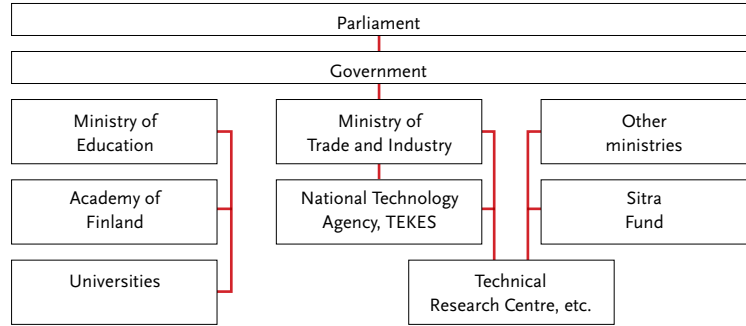 Parliament
Government
Ministry of
Education
Ministry of
Trade and Industry
Other
ministries
Academy of
Finland
National Technology
Agency, TEKES
Sitra
Fund
Universities
Technical
Research Centre, etc.